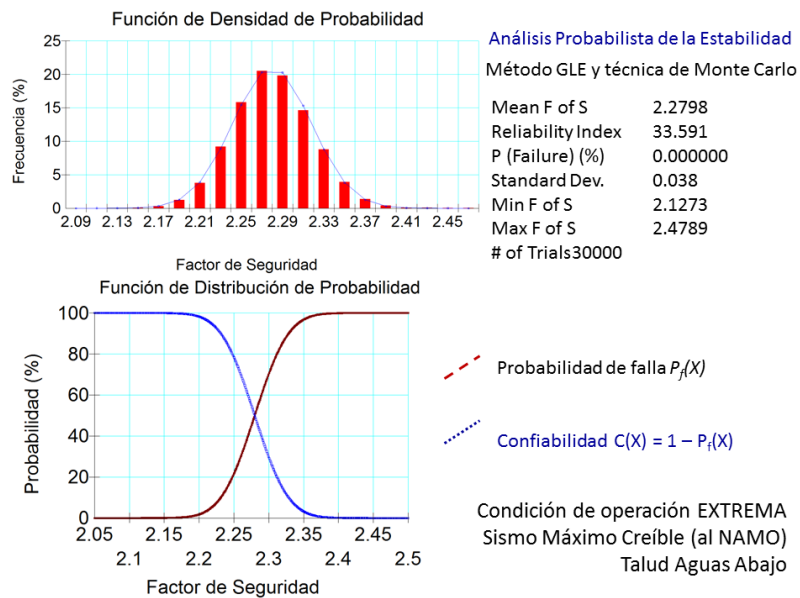 Función de Densidad de Probabilidad
25
20
15
10
5
0
Frecuencia (%)
2.09 2.13 2.17 2.21 2.25 2.29 2.33 2.37 2.41 2.45
Factor de Seguridad
Análisis Probabilista de la Estabilidad
Método GLE y técnica de Monte Carlo
Mean F of S 2.2798
Reliability Index 33.591
P (Failure) (%) 0.000000
Standard Dev. 0.038
Min F of S 2.1273
Max F of S 2.4789
# of Trials30000
Función de Distribución de Probabilidad
100
80
60
40
20
0
Probabilidad (%)
2.05 2.15 2.25 2.35 2.45
2.1 2.2 2.3 2.4 2.5
Factor de Seguridad
Probabilidad de falla Pf(X)
Confiabilidad C(X) = 1 – Pf(X)
Condición de operación EXTREMA
Sismo Máximo Creíble (al NAMO)
Talud Aguas Abajo